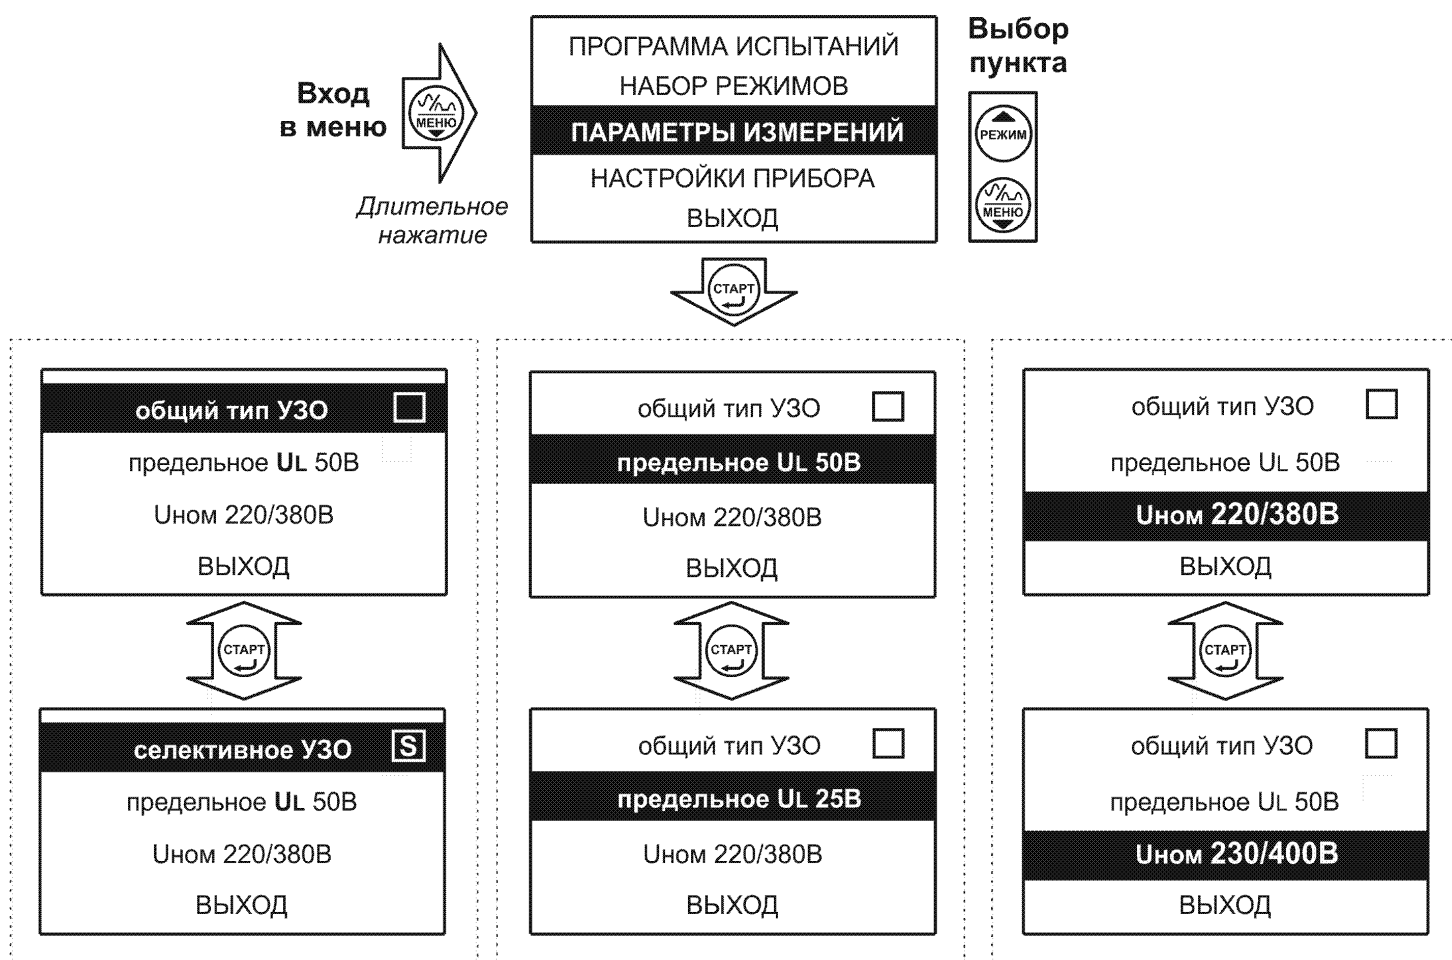 Вход
в меню
МЕНЮ
Длительное
нажатие
ПРОГРАММА ИСПЫТАНИЙ
НАБОР РЕЖИМОВ
ПАРАМЕТРЫ ИЗМЕРЕНИЙ
НАСТРОЙКИ ПРИБОРА
ВЫХОД
Выбор
пункта
РЕЖИМ
МЕНЮ
СТАРТ
общий тип УЗО
предельное UL 50В
Uном 220/380В
ВЫХОД
СТАРТ
селективное УЗО S
предельное UL 50В
Uном 220/380В
ВЫХОД
общий тип УЗО
предельное UL 50В
Uном 220/380В
ВЫХОД
СТАРТ
общий тип УЗО
предельное UL 25В
Uном 220/380В
ВЫХОД
общий тип УЗО
предельное UL 50В
Uном 220/380В
ВЫХОД
СТАРТ
общий тип УЗО
предельное UL 50В
Uном 230/400В
ВЫХОД